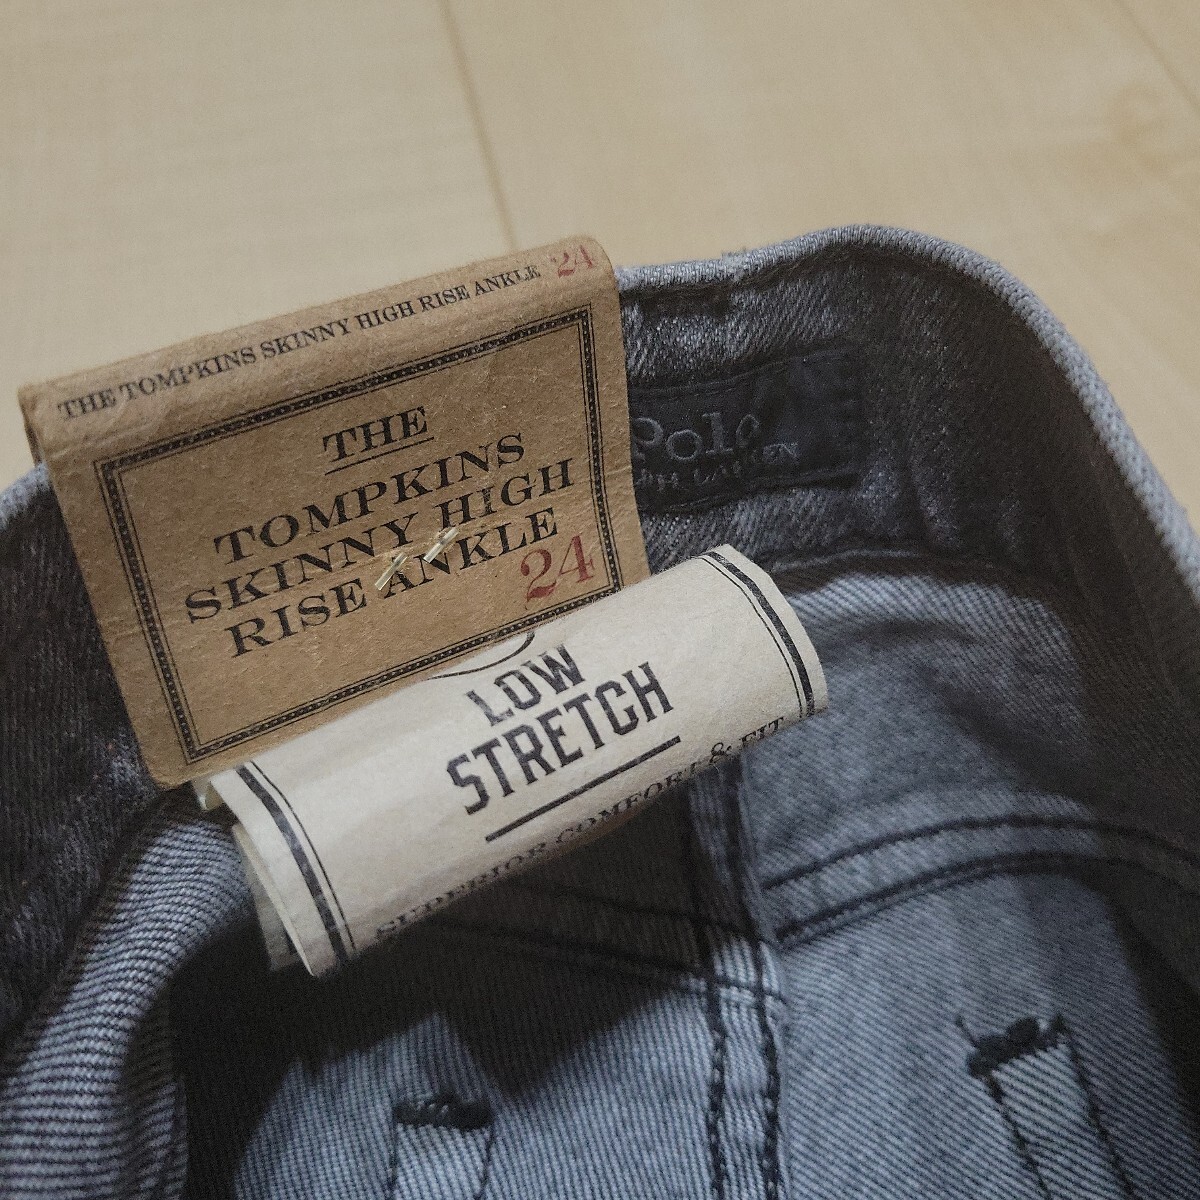 THE TOMPKINS SKINNY HIGH RISE ANKLE 24
THE
TOMPKINS
SKINNY HIGH
RISE ANKLE
24
Polo
LAUREN
LOW
STRETCH
SUPERIOR COMFORT & FIT